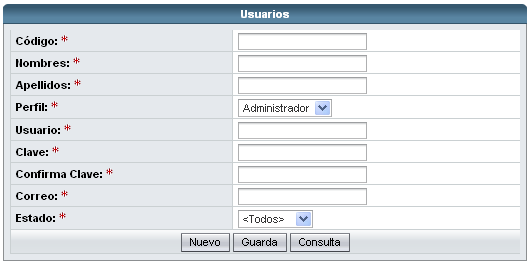 Usuarios
Código: *
Nombres: *
Apellidos: *
Perfil: * Administrador
Usuario: *
Clave: *
Confirma Clave: *
Correo: *
Estado: * <Todos>
Nuevo Guarda Consulta